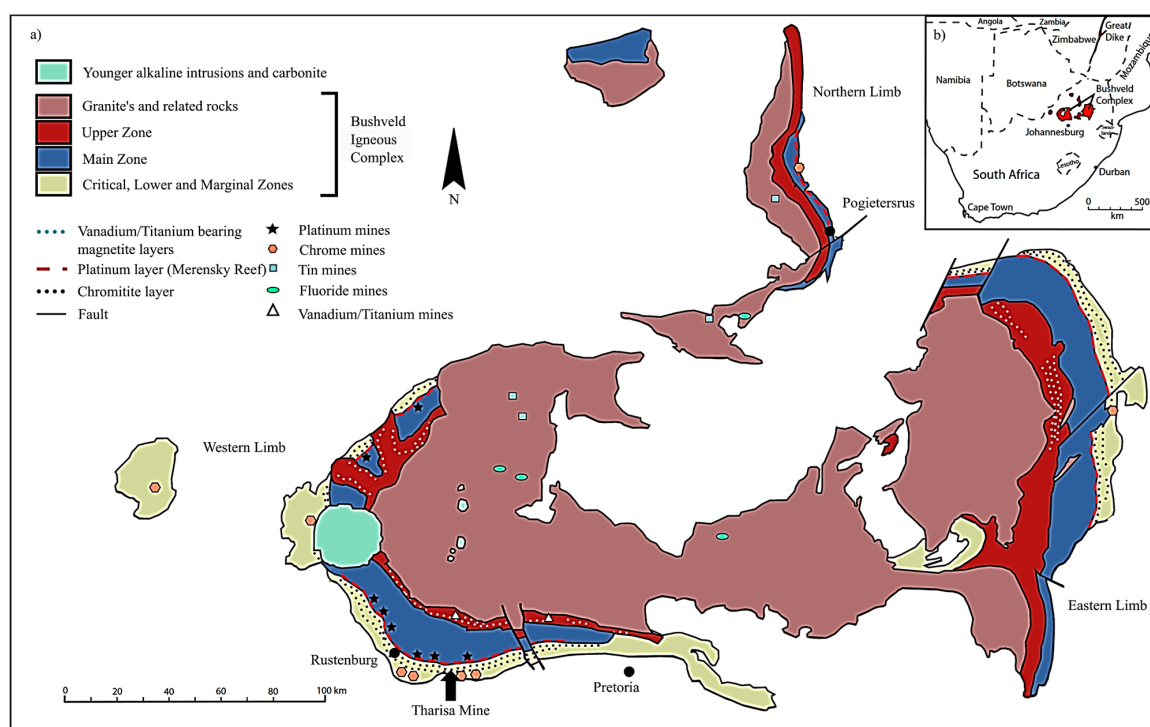 a)
Younger alkaline intrusions and carbonite
Granite's and related rocks
Upper Zone
Main Zone
Critical, Lower and Marginal Zones
Bushveld
Igneous
Complex
N
Vanadium/Titanium bearing
magnetite layers
Platinum layer (Merensky Reef)
Chromitite layer
Fault
Platinum mines
Chrome mines
Tin mines
Fluoride mines
Vanadium/Titanium mines
Northern Limb
Pogietersrus
Western Limb
Eastern Limb
Rustenburg
Tharisa Mine
Pretoria
0 20 40 60 80 100 km
b)
Angola
Zambia
Zimbabwe
Great
Dike
Mozambique
Namibia
Botswana
Bushveld
Complex
Johannesburg
Swazi-
land
Lesotho
South Africa
Durban
Cape Town
0 500
km